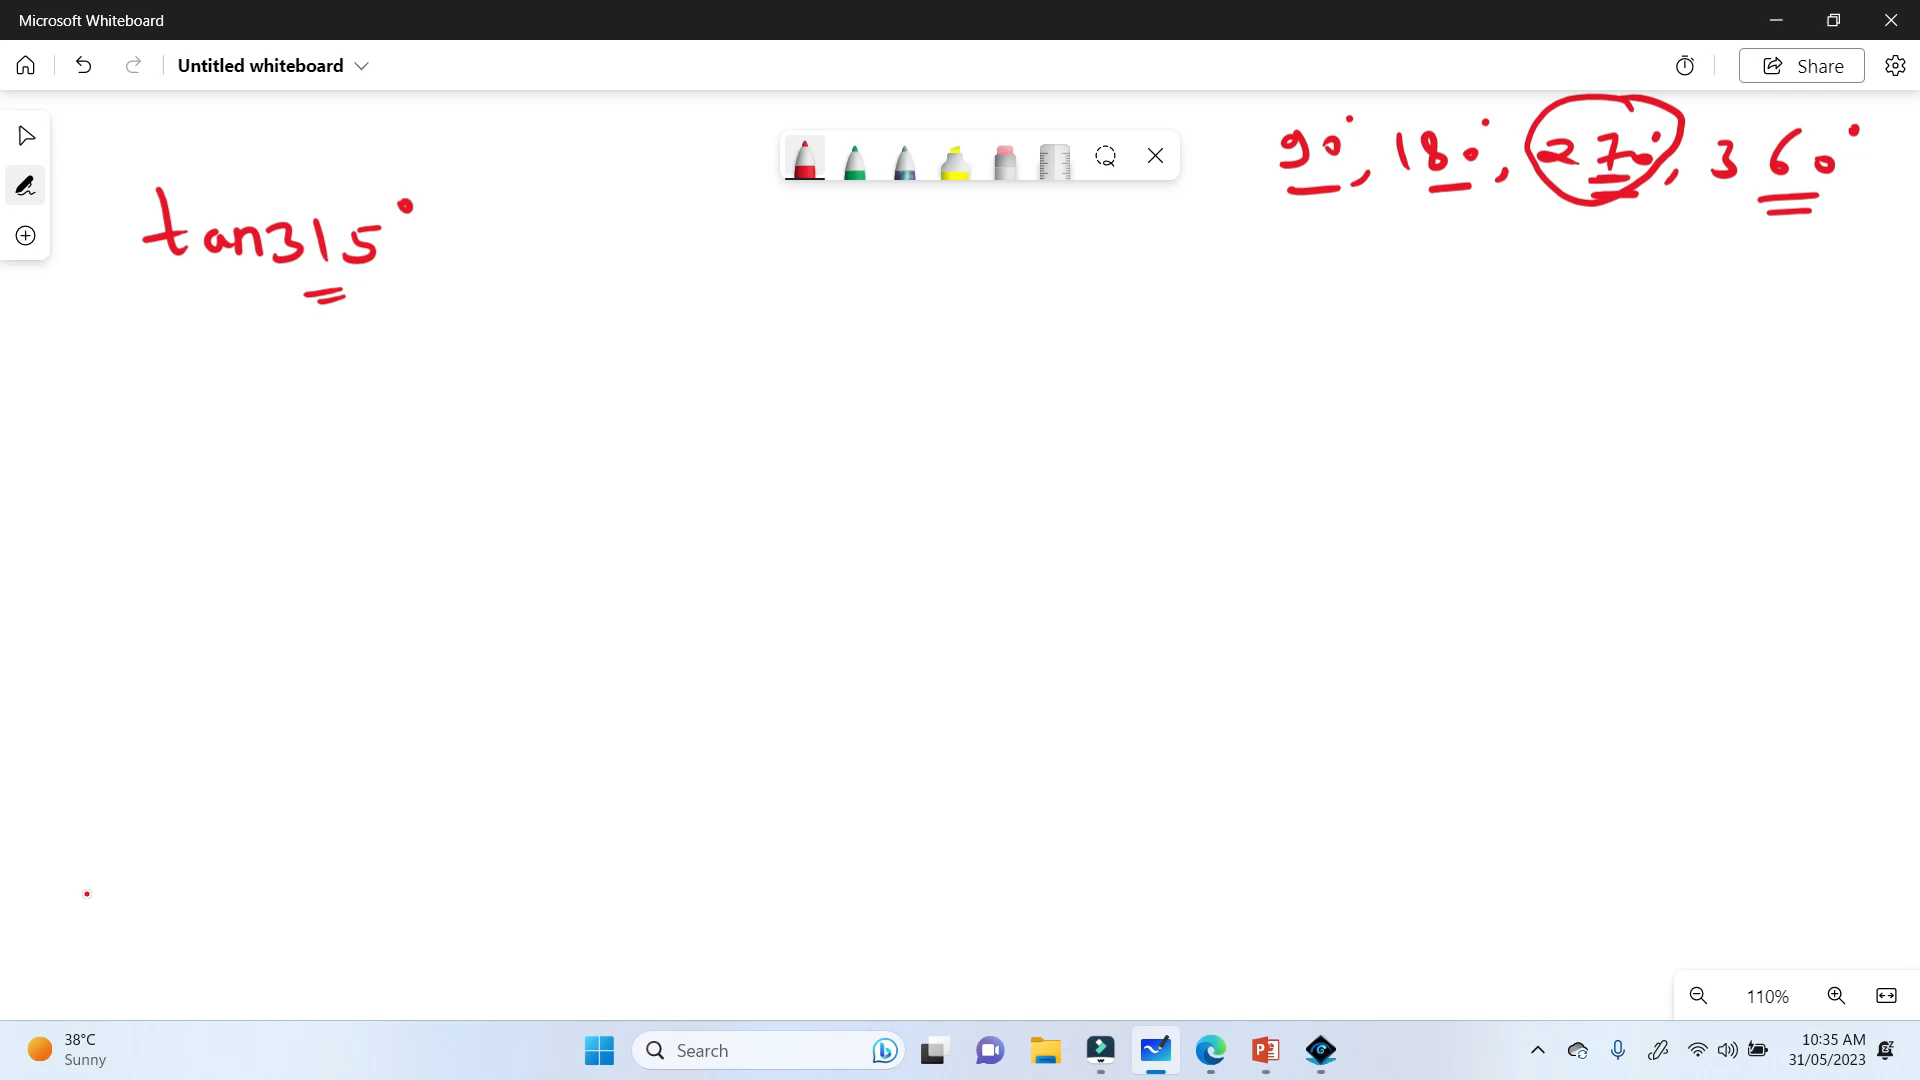 Microsoft Whiteboard
Untitled whiteboard
Share
90°, 180°, 270°, 360°
tan315°
110%
38°C
Sunny
Search
10:35 AM
31/05/2023